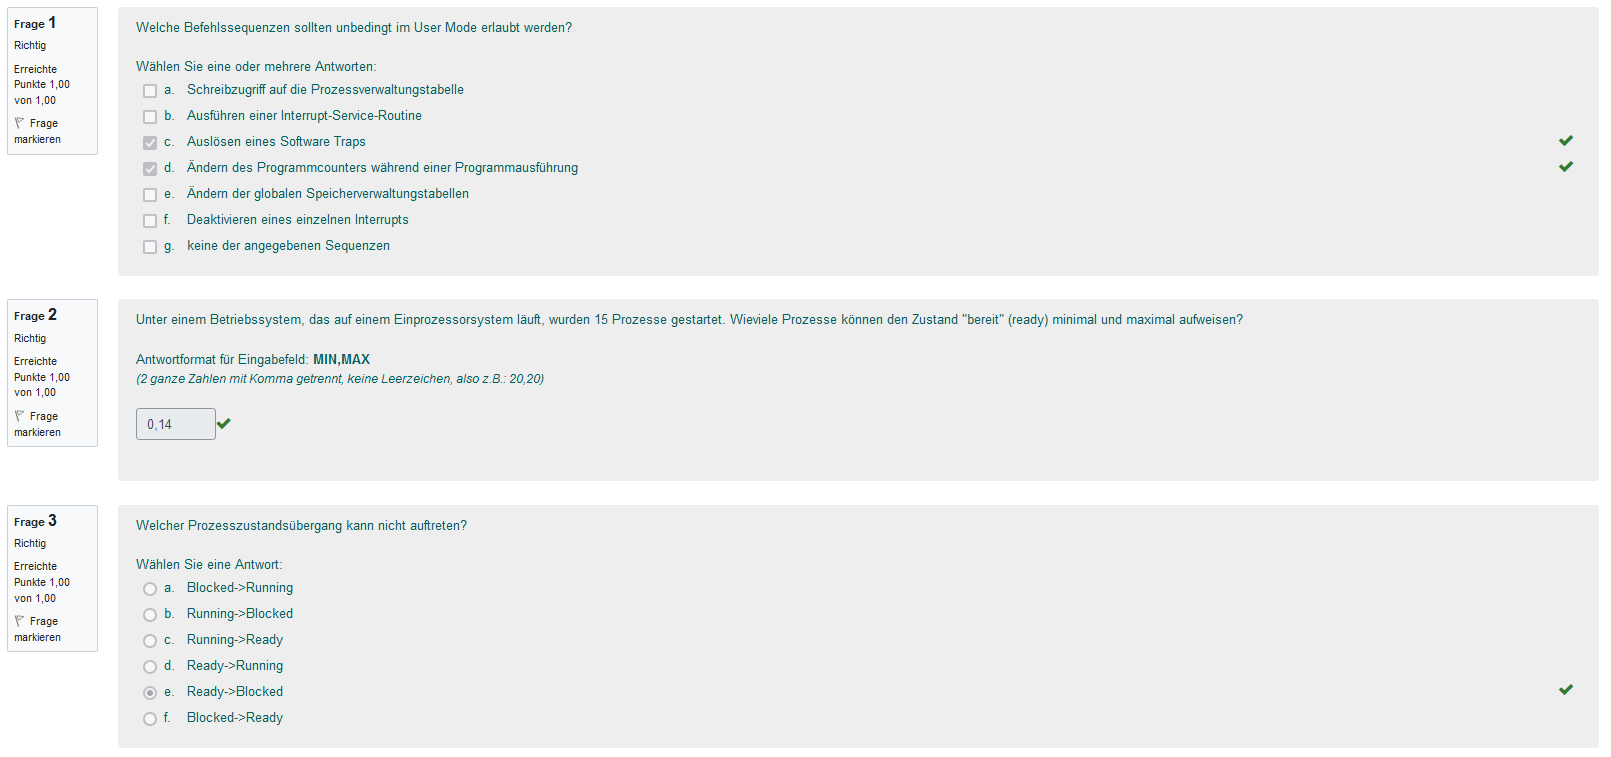 Frage 1
Richtig
Erreichte
Punkte 1,00
von 1,00
Frage
markieren
Welche Befehlssequenzen sollten unbedingt im User Mode erlaubt werden?
Wählen Sie eine oder mehrere Antworten:
a. Schreibzugriff auf die Prozessverwaltungstabelle
b. Ausführen einer Interrupt-Service-Routine
c. Auslösen eines Software Traps
d. Ändern des Programmcounters während einer Programmausführung
e. Ändern der globalen Speicherverwaltungstabellen
f. Deaktivieren eines einzelnen Interrupts
g. keine der angegebenen Sequenzen
Frage 2
Richtig
Erreichte
Punkte 1,00
von 1,00
Frage
markieren
Unter einem Betriebssystem, das auf einem Einprozessorsystem läuft, wurden 15 Prozesse gestartet. Wieviele Prozesse können den Zustand "bereit" (ready) minimal und maximal aufweisen?
Antwortformat für Eingabefeld: MIN,MAX
(2 ganze Zahlen mit Komma getrennt, keine Leerzeichen, also z.B.: 20,20)
0,14
Frage 3
Richtig
Erreichte
Punkte 1,00
von 1,00
Frage
markieren
Welcher Prozesszustandsübergang kann nicht auftreten?
Wählen Sie eine Antwort:
a. Blocked->Running
b. Running->Blocked
c. Running->Ready
d. Ready->Running
e. Ready->Blocked
f. Blocked->Ready